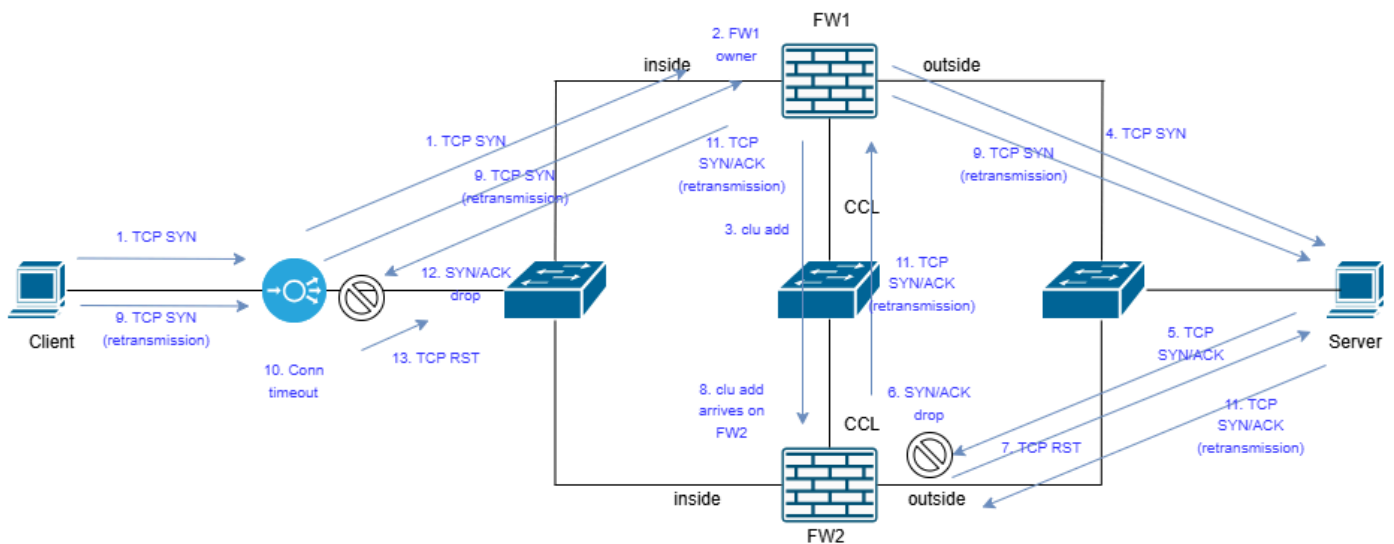 FW1
2. FW1
owner
inside
outside
1. TCP SYN
4. TCP SYN
11. TCP
SYN/ACK
(retransmission)
9. TCP SYN
(retransmission)
9. TCP SYN
(retransmission)
CCL
3. clu add
1. TCP SYN
12. SYN/ACK
drop
11. TCP
SYN/ACK
(retransmission)
9. TCP SYN
(retransmission)
Client
13. TCP RST
10. Conn
timeout
5. TCP
SYN/ACK
Server
8. clu add
arrives on
FW2
6. SYN/ACK
drop
CCL
7. TCP RST
11. TCP
SYN/ACK
(retransmission)
inside
outside
FW2